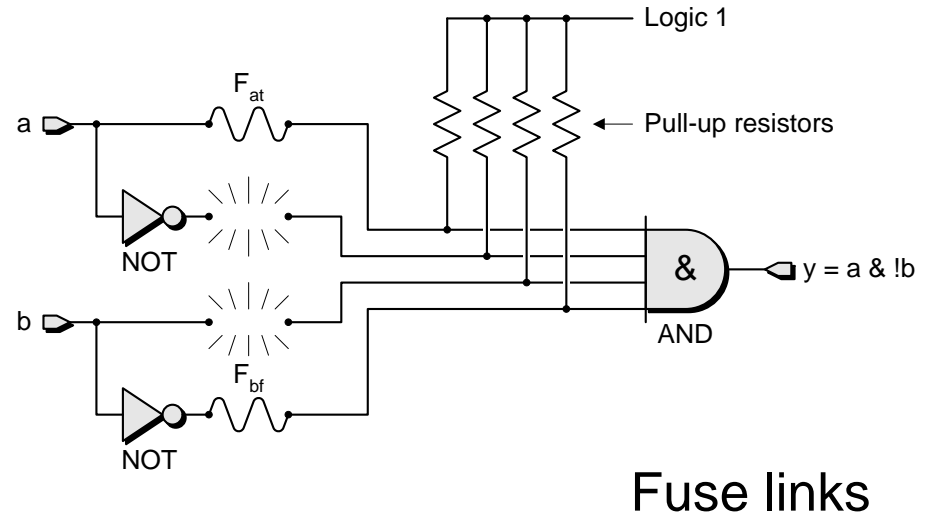 Logic 1
F at
a
Pull-up resistors
NOT
&
y = a & !b
b
AND
F bf
NOT
Fuse links